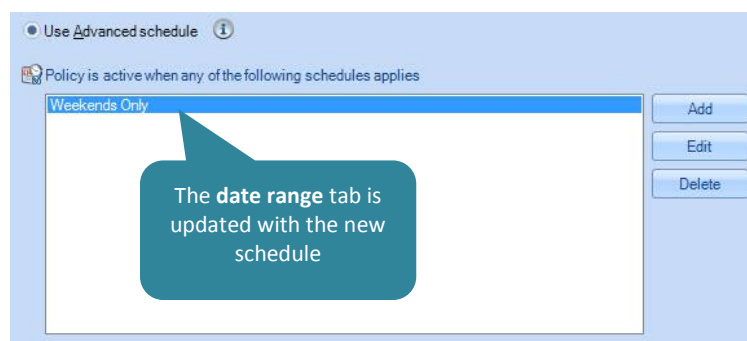 Use Advanced schedule
Policy is active when any of the following schedules applies
Weekends Only
Add
Edit
Delete
The date range tab is
updated with the new
schedule